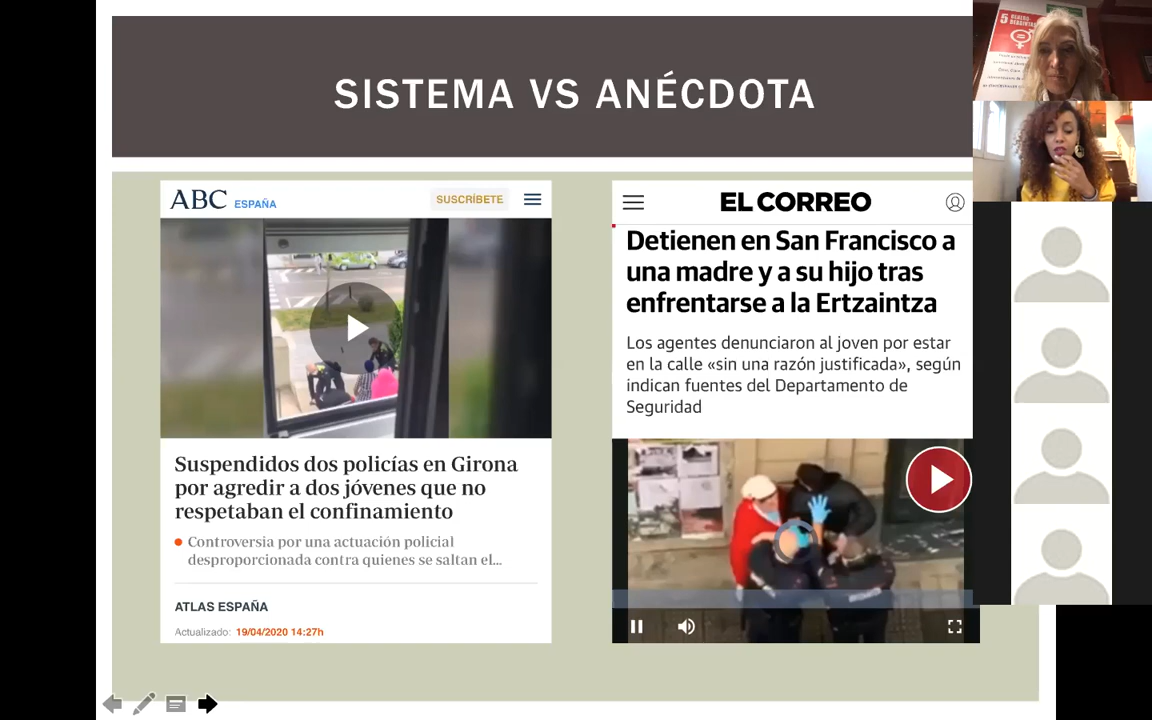 SISTEMA VS ANÉCDOTA
ABC ESPAÑA
SUSCRÍBETE
Suspendidos dos policías en Girona
por agredir a dos jóvenes que no
respetaban el confinamiento
Controversia por una actuación policial
desproporcionada contra quienes se saltan el...
ATLAS ESPAÑA
Actualizado: 19/04/2020 14:27h
EL CORREO
Detienen en San Francisco a
una madre y a su hijo tras
enfrentarse a la Ertzaintza
Los agentes denunciaron al joven por estar
en la calle «sin una razón justificada», según
indican fuentes del Departamento de
Seguridad
5